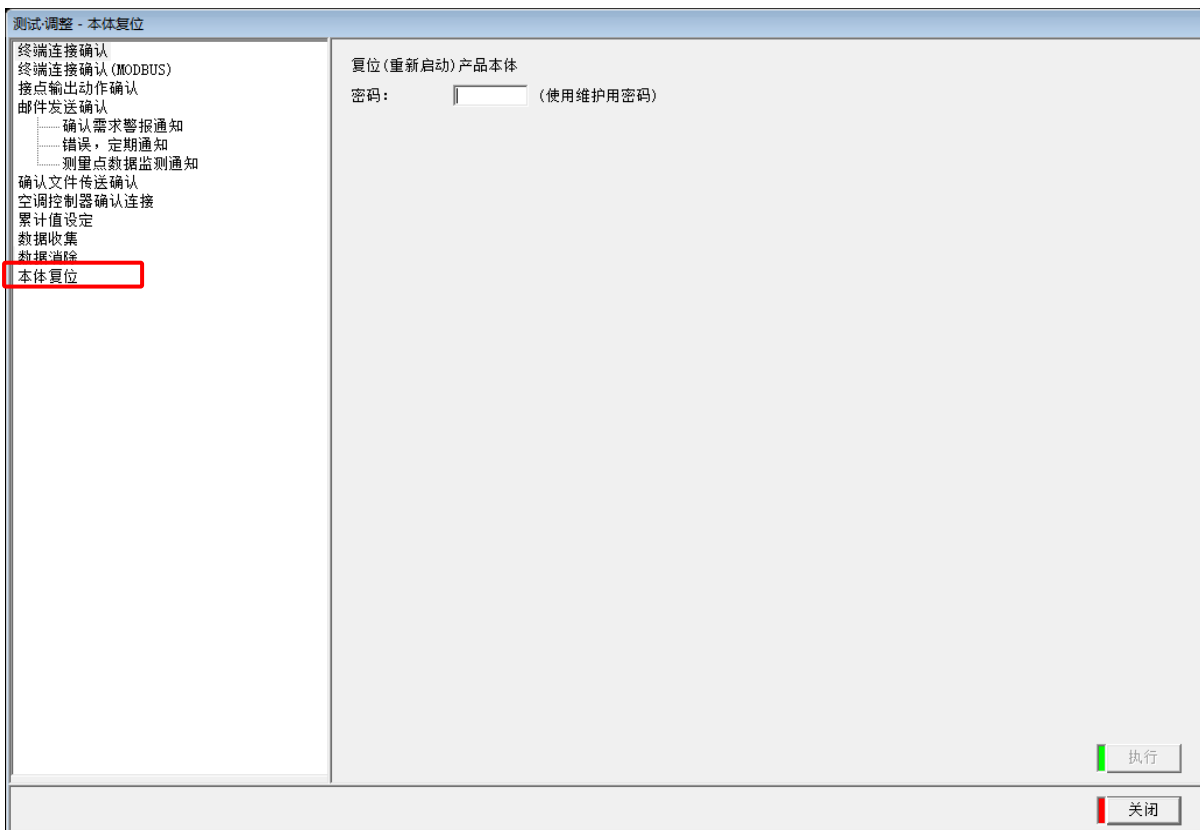 测试·调整 - 本体复位
终端连接确认
终端连接确认(MODBUS)
接点输出动作确认
邮件发送确认
确认需求警报通知
错误，定期通知
测量点数据监测通知
确认文件传送确认
空调控制器确认连接
累计值设定
数据收集
数据消除
本体复位
复位(重新启动)产品本体
密码: (使用维护用密码)
执行
关闭